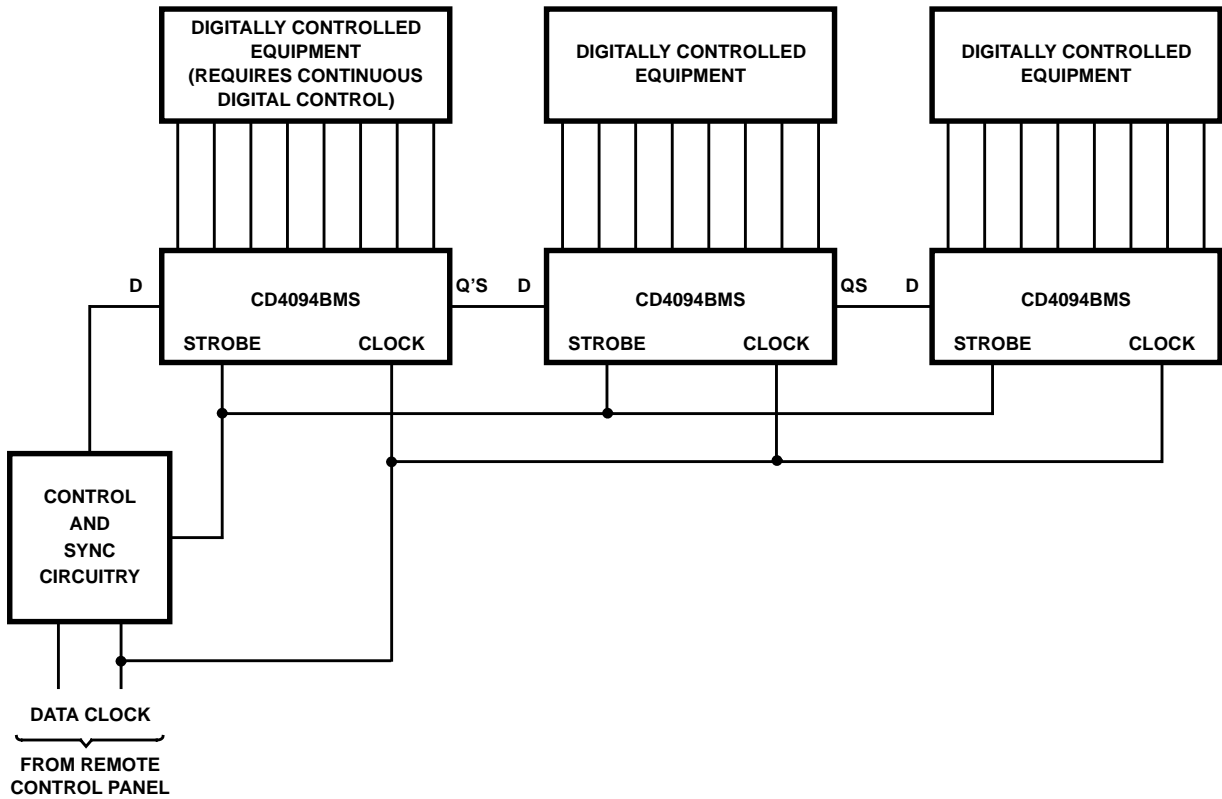 DIGITALLY CONTROLLED
EQUIPMENT
(REQUIRES CONTINUOUS
DIGITAL CONTROL)
DIGITALLY CONTROLLED
EQUIPMENT
DIGITALLY CONTROLLED
EQUIPMENT
D
CD4094BMS
STROBE
CLOCK
Q'S
D
CD4094BMS
STROBE
CLOCK
QS
D
CD4094BMS
STROBE
CLOCK
CONTROL
AND
SYNC
CIRCUITRY
DATA CLOCK
FROM REMOTE
CONTROL PANEL